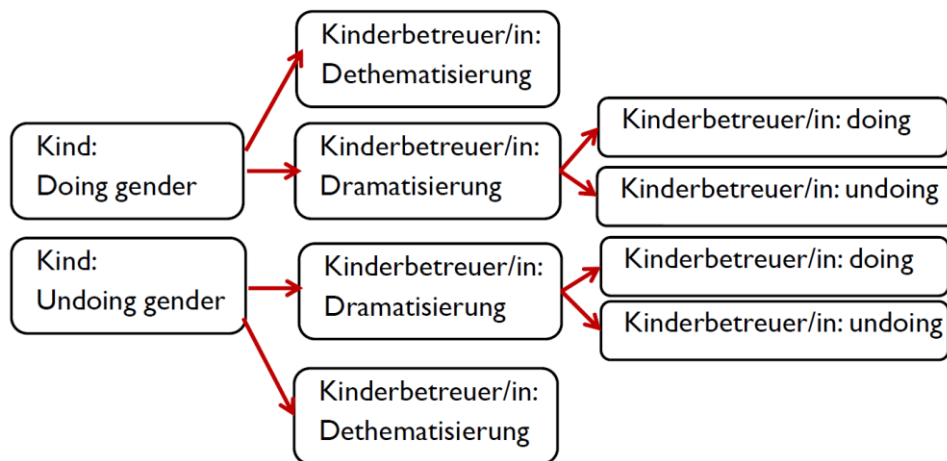 Kinderbetreuer/in:
Dethematisierung
Kind:
Doing gender
Kinderbetreuer/in:
Dramatisierung
Kinderbetreuer/in: doing
Kinderbetreuer/in: undoing
Kind:
Undoing gender
Kinderbetreuer/in:
Dramatisierung
Kinderbetreuer/in: doing
Kinderbetreuer/in: undoing
Kinderbetreuer/in:
Dethematisierung